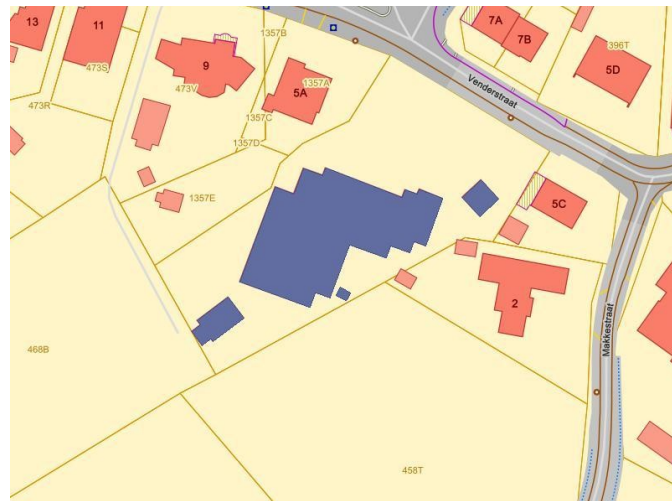 13
11
9
5A
7A
7B
5D
5C
2
1357B
473S
473V
1357A
396T
473R
1357C
1357D
1357E
468B
458T
Venderstraat
Makkestraat